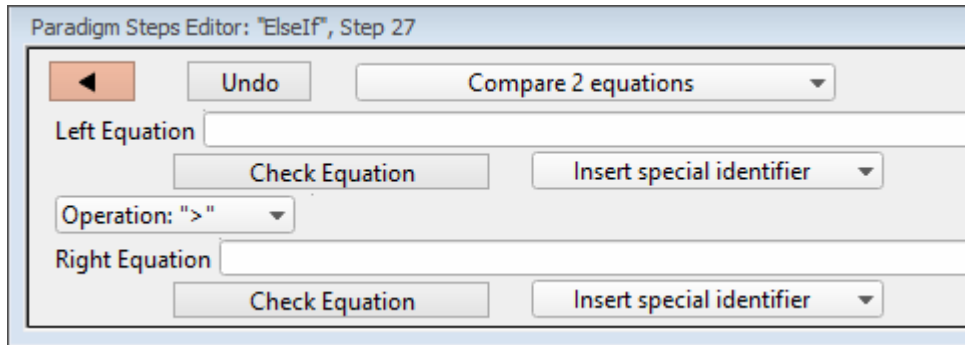 Paradigm Steps Editor: "ElseIf", Step 27
Undo Compare 2 equations
Left Equation
Check Equation Insert special identifier
Operation: ">"
Right Equation
Check Equation Insert special identifier